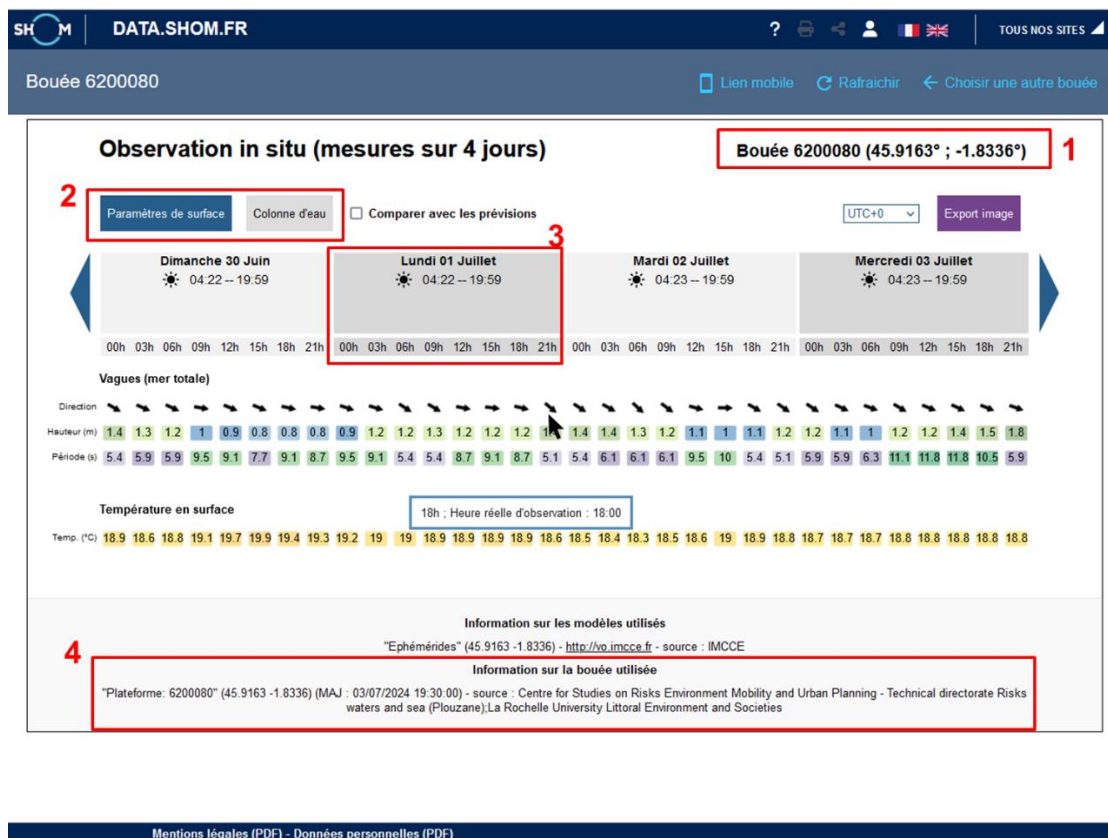 SH M DATA.SHOM.FR ? TOUS NOS SITES
Bouée 6200080 Lien mobile Rafraichir Choisir une autre bouée
Observation in situ (mesures sur 4 jours) Bouée 6200080 (45.9163° ; -1.8336°) 1
2 Paramètres de surface Colonne d'eau Comparer avec les prévisions UTC+0 Export image
3
Dimanche 30 Juin Lundi 01 Juillet Mardi 02 Juillet Mercredi 03 Juillet
04:22 -- 19:59 04:22 -- 19:59 04:23 -- 19:59 04:23 -- 19:59
00h 03h 06h 09h 12h 15h 18h 21h 00h 03h 06h 09h 12h 15h 18h 21h 00h 03h 06h 09h 12h 15h 18h 21h 00h 03h 06h 09h 12h 15h 18h 21h
Vagues (mer totale)
Direction
Hauteur (m) 1.4 1.3 1.2 1 0.9 0.8 0.8 0.8 0.9 1.2 1.2 1.3 1.2 1.2 1.2 1.4 1.4 1.3 1.2 1.1 1 1.1 1.2 1.2 1.1 1 1.2 1.2 1.4 1.5 1.8
Période (s) 5.4 5.9 5.9 9.5 9.1 7.7 9.1 8.7 9.5 9.1 5.4 5.4 8.7 9.1 8.7 5.1 5.4 6.1 6.1 6.1 9.5 10 5.4 5.1 5.9 5.9 6.3 11.1 11.8 11.8 10.5 5.9
Température en surface 18h ; Heure réelle d'observation : 18:00
Temp. (°C) 18.9 18.6 18.8 19.1 19.7 19.9 19.4 19.3 19.2 19 19 18.9 18.9 18.9 18.9 18.6 18.5 18.4 18.3 18.5 18.6 19 18.9 18.8 18.7 18.7 18.7 18.8 18.8 18.8 18.8 18.8
Information sur les modèles utilisés
"Ephémérides" (45.9163 -1.8336) - http://vo.imcce.fr - source : IMCCE
4
Information sur la bouée utilisée
"Plateforme: 6200080" (45.9163 -1.8336) (MAJ : 03/07/2024 19:30:00) - source : Centre for Studies on Risks Environment Mobility and Urban Planning - Technical directorate Risks
waters and sea (Plouzane);La Rochelle University Littoral Environment and Societies
Mentions légales (PDF) - Données personnelles (PDF)